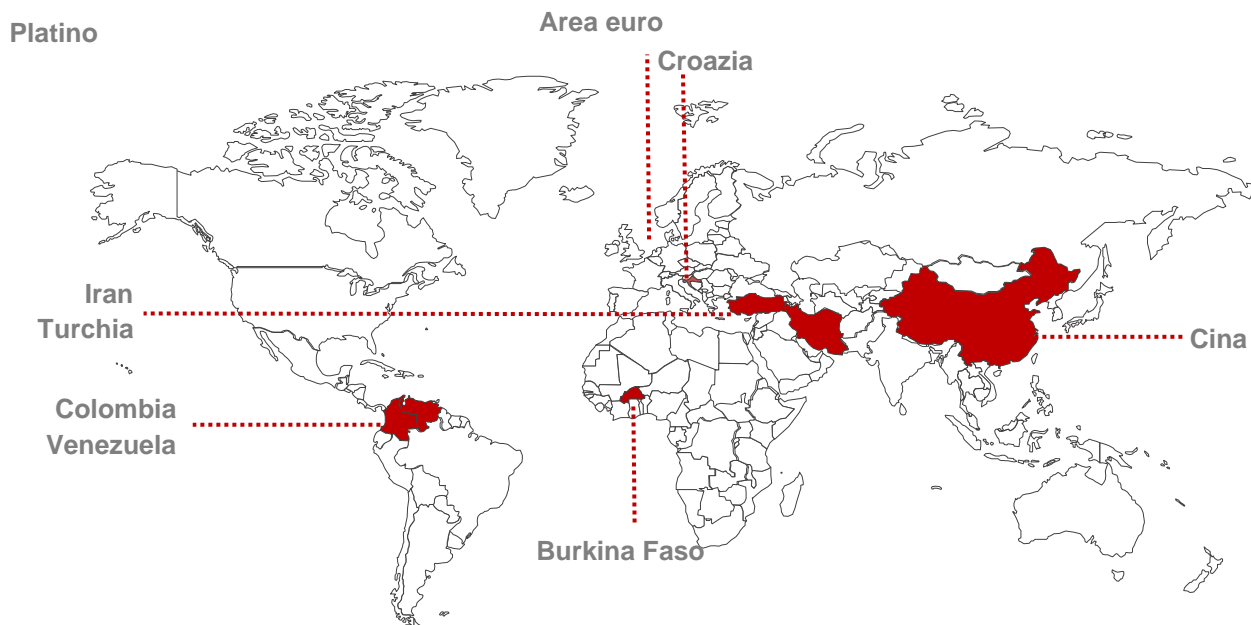 Platino
Area euro
Croazia
Iran
Turchia
Cina
Colombia
Venezuela
Burkina Faso